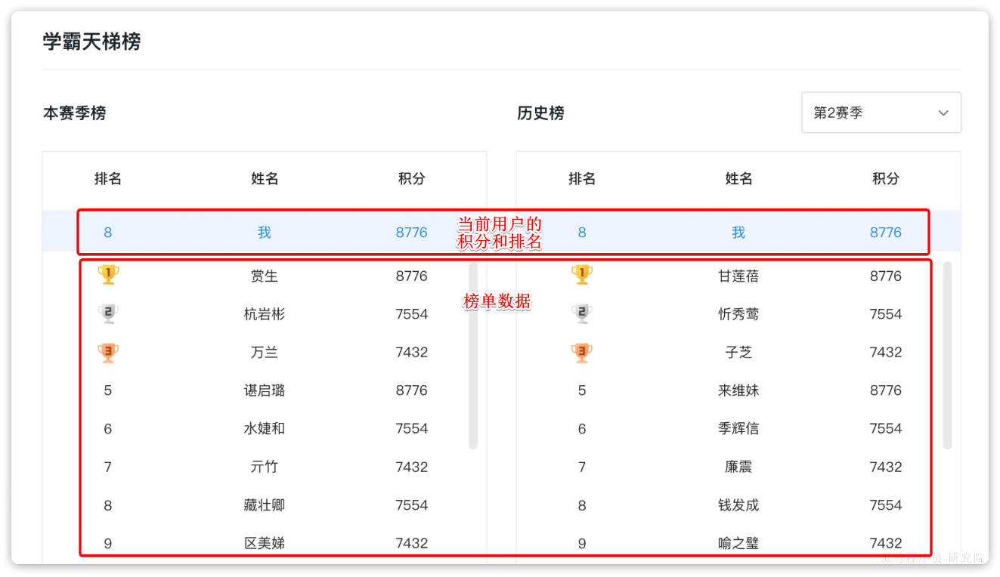 学霸天梯榜
本赛季榜
历史榜
第2赛季
排名 姓名 积分 排名 姓名 积分
8 我 8776 当前用户的 8 我 8776
积分和排名
1 赏生 8776 1 甘莲蓓 8776
榜单数据
2 杭岩彬 7554 2 忻秀莺 7554
3 万兰 7432 3 子芝 7432
5 谌启璐 8776 5 来维妹 8776
6 水婕和 7554 6 季辉信 7554
7 亓竹 7432 7 廉震 7432
8 藏壮卿 7554 8 钱发成 7554
9 区美娣 7432 9 喻之璧 7432
黑马程序员-研究院